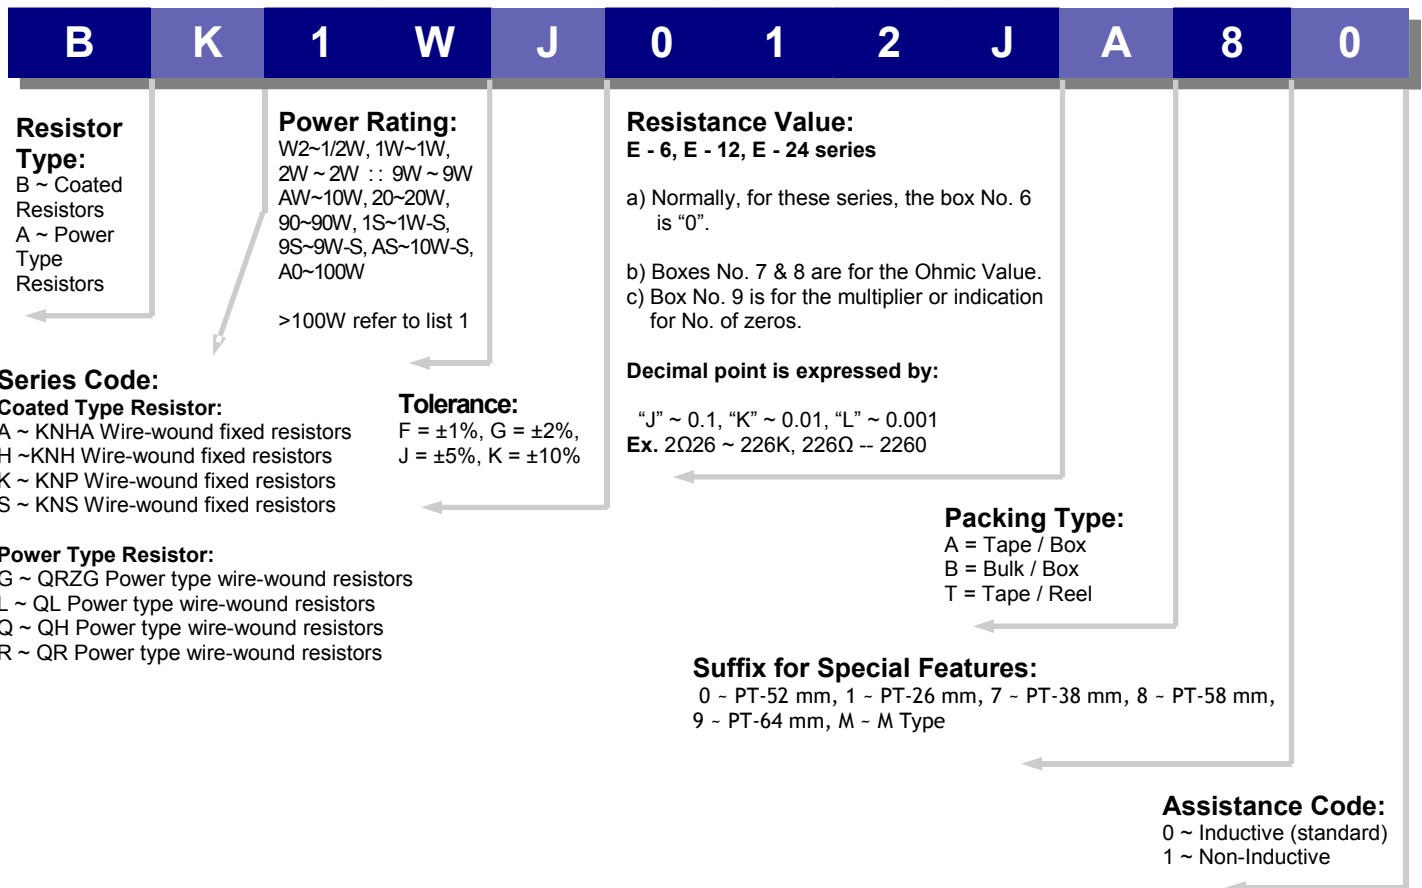 B K 1 W J 0 1 2 J A 8 0
Resistor
Type:
B ~ Coated
Resistors
A ~ Power
Type
Resistors
Power Rating:
W2~1/2W, 1W~1W,
2W ~ 2W : : 9W ~ 9W
AW~10W, 20~20W,
90~90W, 1S~1W-S,
9S~9W-S, AS~10W-S,
A0~100W
>100W refer to list 1
Resistance Value:
E - 6, E - 12, E - 24 series
a) Normally, for these series, the box No. 6
is “0”.
b) Boxes No. 7 & 8 are for the Ohmic Value.
c) Box No. 9 is for the multiplier or indication
for No. of zeros.
Decimal point is expressed by:
“J” ~ 0.1, “K” ~ 0.01, “L” ~ 0.001
Ex. 2Ω26 ~ 226K, 226Ω -- 2260
Series Code:
Coated Type Resistor:
A ~ KNHA Wire-wound fixed resistors
H ~KNH Wire-wound fixed resistors
K ~ KNP Wire-wound fixed resistors
S ~ KNS Wire-wound fixed resistors
Power Type Resistor:
G ~ QRZG Power type wire-wound resistors
L ~ QL Power type wire-wound resistors
Q ~ QH Power type wire-wound resistors
R ~ QR Power type wire-wound resistors
Tolerance:
F = ±1%, G = ±2%,
J = ±5%, K = ±10%
Packing Type:
A = Tape / Box
B = Bulk / Box
T = Tape / Reel
Suffix for Special Features:
0 ~ PT-52 mm, 1 ~ PT-26 mm, 7 ~ PT-38 mm, 8 ~ PT-58 mm,
9 ~ PT-64 mm, M ~ M Type
Assistance Code:
0 ~ Inductive (standard)
1 ~ Non-Inductive